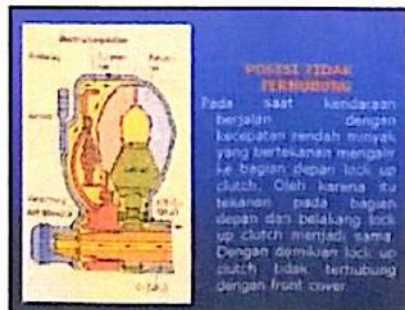 POSISI TIDAK
TERHUBUNG
Pada saat kendaraan
berjalan dengan
kecepatan rendah minyak
yang bertekanan mengalir
ke bagian depan lock up
clutch. Oleh karena itu
tekanan pada bagian
depan dan belakang lock
up clutch menjadi sama.
Dengan demikian lock up
clutch tidak terhubung
dengan front cover.